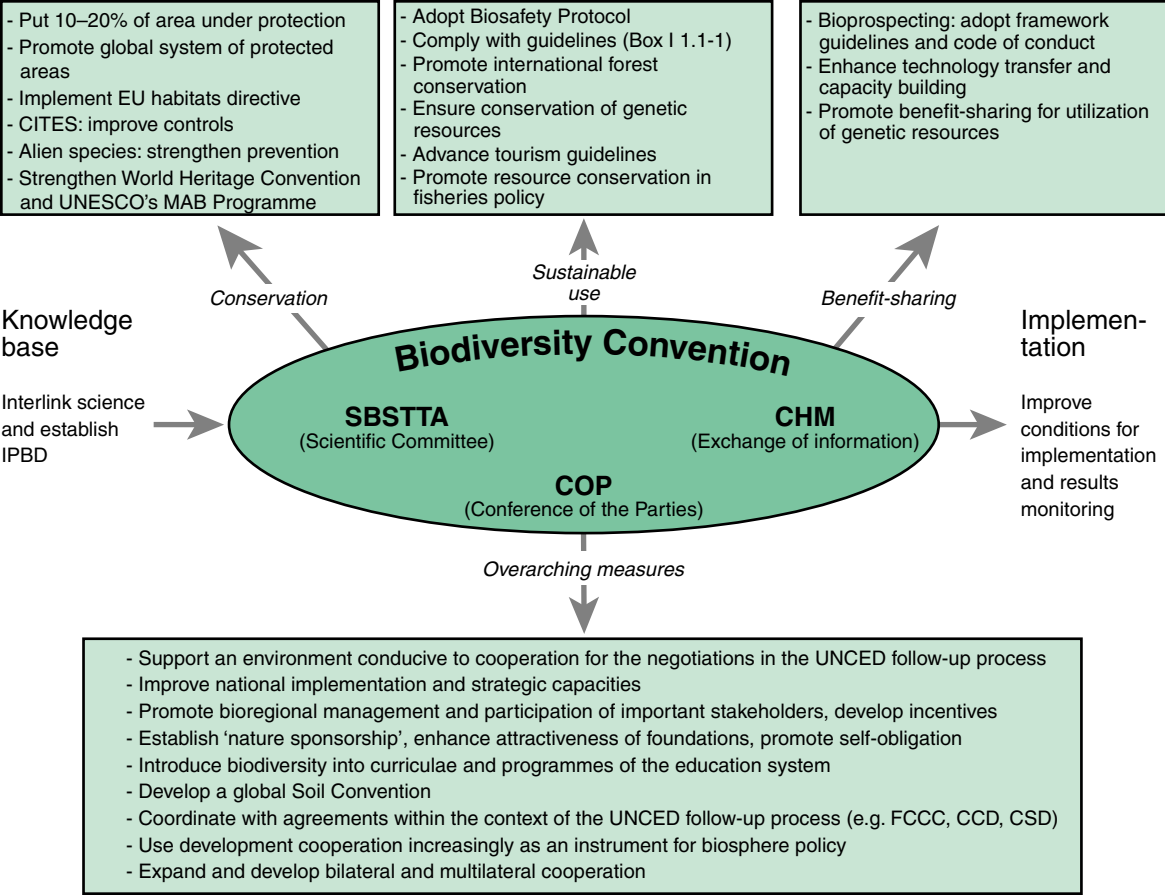 - Put 10–20% of area under protection
- Promote global system of protected
areas
- Implement EU habitats directive
- CITES: improve controls
- Alien species: strengthen prevention
- Strengthen World Heritage Convention
and UNESCO’s MAB Programme
- Adopt Biosafety Protocol
- Comply with guidelines (Box I 1.1-1)
- Promote international forest
conservation
- Ensure conservation of genetic
resources
- Advance tourism guidelines
- Promote resource conservation in
fisheries policy
- Bioprospecting: adopt framework
guidelines and code of conduct
- Enhance technology transfer and
capacity building
- Promote benefit-sharing for utilization
of genetic resources
Conservation
Sustainable
use
Benefit-sharing
Knowledge
base
Interlink science
and establish
IPBD
Biodiversity Convention
SBSTTA
(Scientific Committee)
CHM
(Exchange of information)
COP
(Conference of the Parties)
Implemen-
tation
Improve
conditions for
implementation
and results
monitoring
Overarching measures
- Support an environment conducive to cooperation for the negotiations in the UNCED follow-up process
- Improve national implementation and strategic capacities
- Promote bioregional management and participation of important stakeholders, develop incentives
- Establish ‘nature sponsorship’, enhance attractiveness of foundations, promote self-obligation
- Introduce biodiversity into curriculae and programmes of the education system
- Develop a global Soil Convention
- Coordinate with agreements within the context of the UNCED follow-up process (e.g. FCCC, CCD, CSD)
- Use development cooperation increasingly as an instrument for biosphere policy
- Expand and develop bilateral and multilateral cooperation